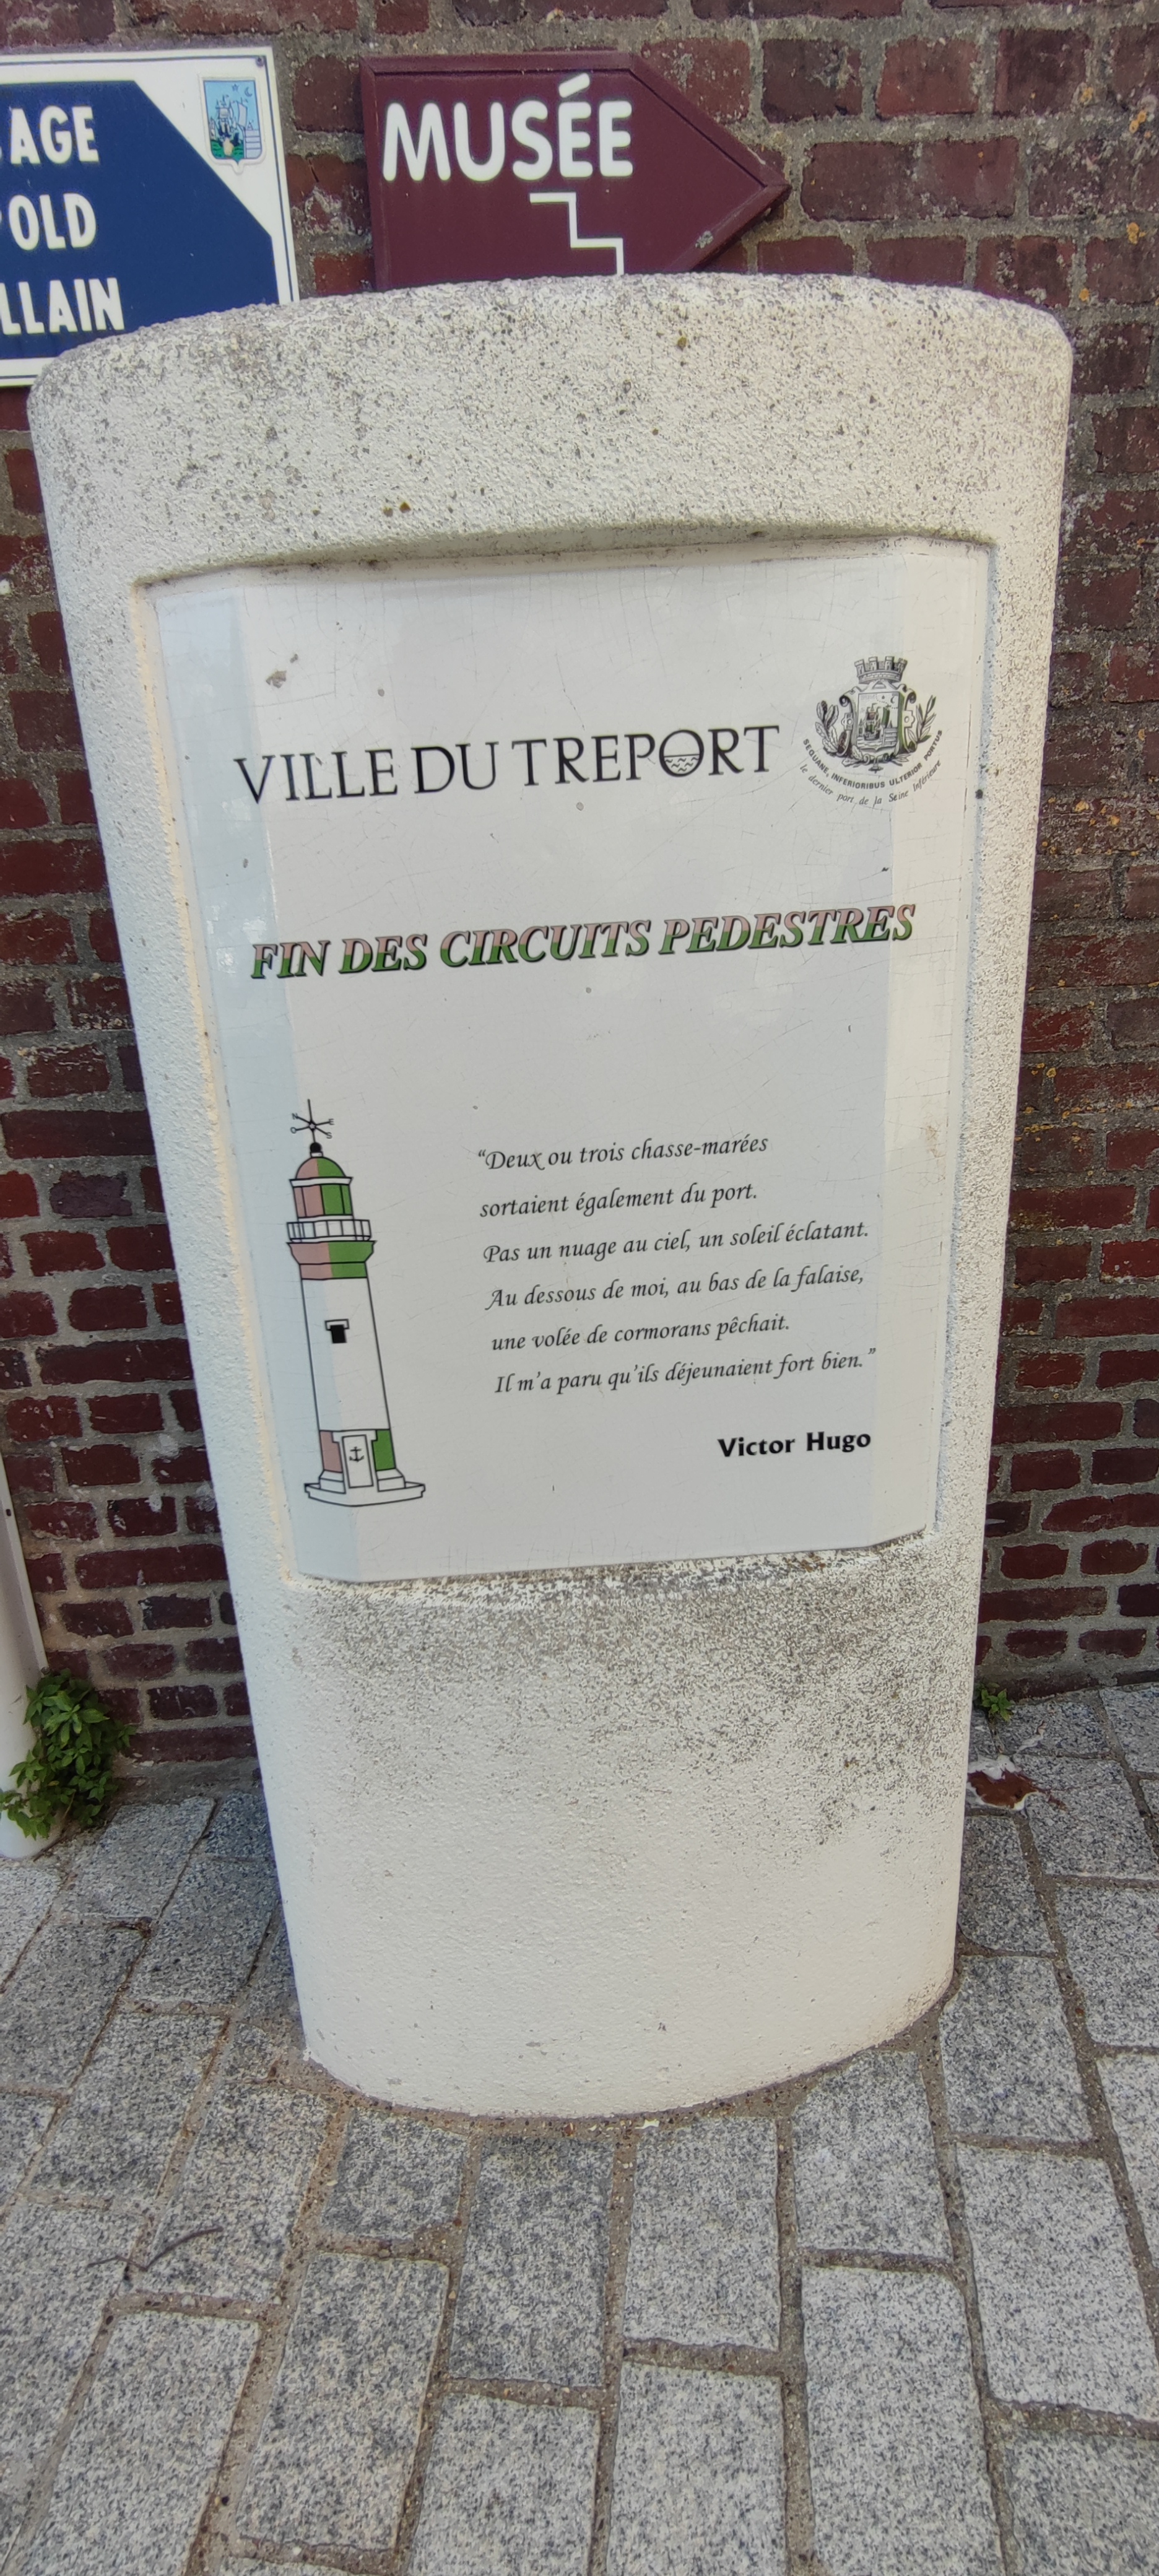 AGE
OLD
LLAIN
MUSÉE
VILLE DU TREPORT
SEQUANE, INFERIORIBUS ULTERIOR PORTUS
le dernier port de la Seine Inférieure
FIN DES CIRCUITS PEDESTRES
“Deux ou trois chasse-marées
sortaient également du port.
Pas un nuage au ciel, un soleil éclatant.
Au dessous de moi, au bas de la falaise,
une volée de cormorans pêchait.
Il m’a paru qu’ils déjeunaient fort bien.”
Victor Hugo